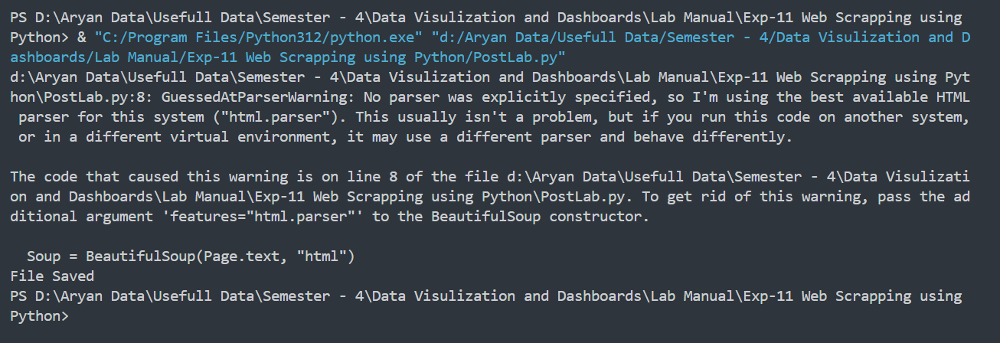 PS D:\Aryan Data\Usefull Data\Semester - 4\Data Visulization and Dashboards\Lab Manual\Exp-11 Web Scrapping using
Python> & "C:/Program Files/Python312/python.exe" "d:/Aryan Data/Usefull Data/Semester - 4/Data Visulization and D
ashboards/Lab Manual/Exp-11 Web Scrapping using Python/PostLab.py"
d:\Aryan Data\Usefull Data\Semester - 4\Data Visulization and Dashboards\Lab Manual\Exp-11 Web Scrapping using Pyt
hon\PostLab.py:8: GuessedAtParserWarning: No parser was explicitly specified, so I'm using the best available HTML
 parser for this system ("html.parser"). This usually isn't a problem, but if you run this code on another system,
 or in a different virtual environment, it may use a different parser and behave differently.

The code that caused this warning is on line 8 of the file d:\Aryan Data\Usefull Data\Semester - 4\Data Visulizati
on and Dashboards\Lab Manual\Exp-11 Web Scrapping using Python\PostLab.py. To get rid of this warning, pass the ad
ditional argument 'features="html.parser"' to the BeautifulSoup constructor.

  Soup = BeautifulSoup(Page.text, "html")
File Saved
PS D:\Aryan Data\Usefull Data\Semester - 4\Data Visulization and Dashboards\Lab Manual\Exp-11 Web Scrapping using
Python>